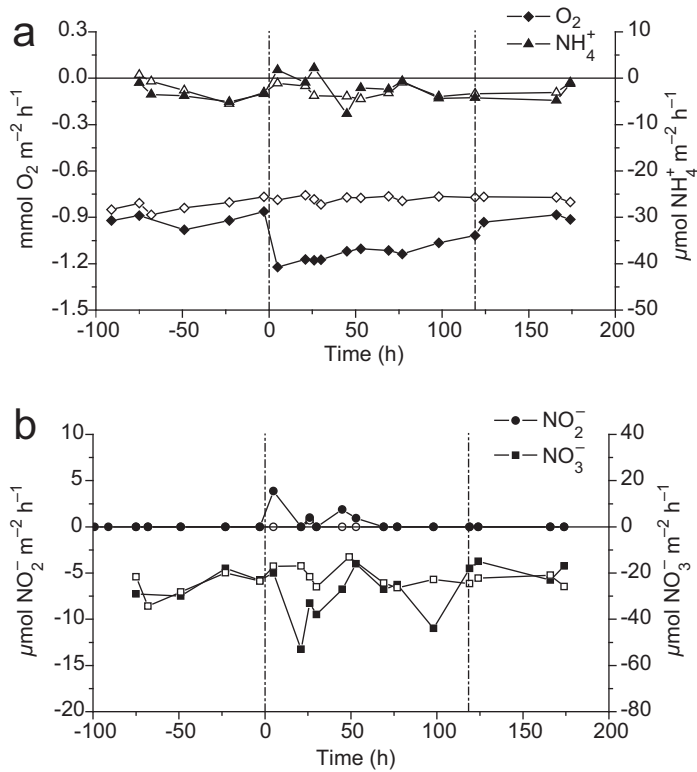 a
O₂
NH₄⁺
0.3
0.0
-0.3
-0.6
-0.9
-1.2
-1.5
mmol O₂ m⁻² h⁻¹
10
0
-10
-20
-30
-40
-50
µmol NH₄⁺ m⁻² h⁻¹
-100 -50 0 50 100 150 200
Time (h)
b
NO₂⁻
NO₃⁻
10
5
0
-5
-10
-15
-20
µmol NO₂⁻ m⁻² h⁻¹
40
20
0
-20
-40
-60
-80
µmol NO₃⁻ m⁻² h⁻¹
-100 -50 0 50 100 150 200
Time (h)